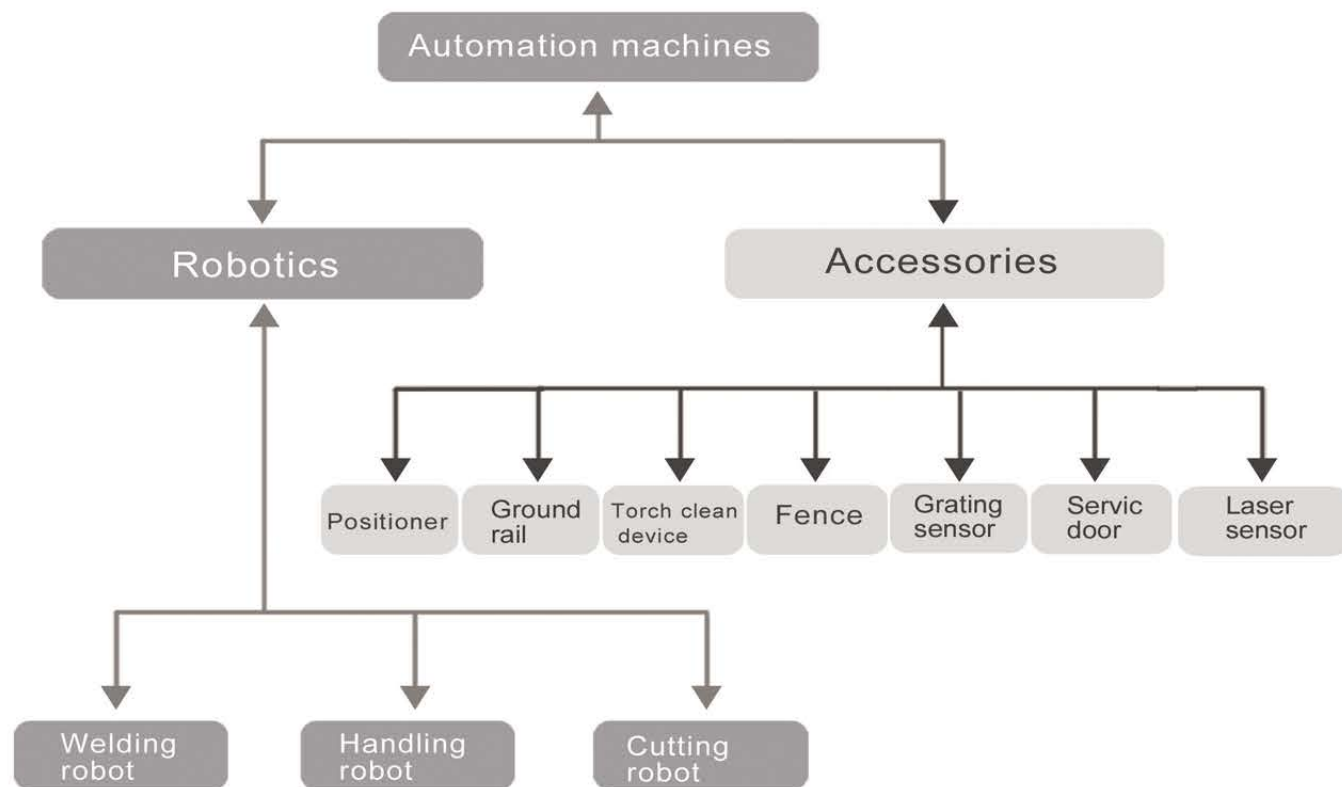 Automation machines
Robotics
Accessories
Positioner
Ground
rail
Torch clean
device
Fence
Grating
sensor
Servic
door
Laser
sensor
Welding
robot
Handling
robot
Cutting
robot